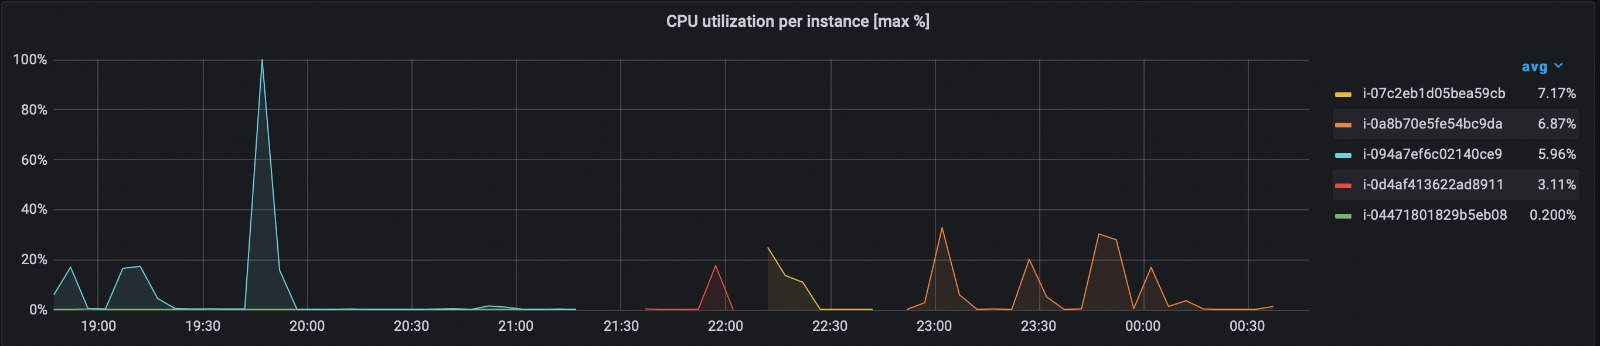 CPU utilization per instance [max %]
100%
80%
60%
40%
20%
0%
19:00 19:30 20:00 20:30 21:00 21:30 22:00 22:30 23:00 23:30 00:00 00:30
avg
i-07c2eb1d05bea59cb 7.17%
i-0a8b70e5fe54bc9da 6.87%
i-094a7ef6c02140ce9 5.96%
i-0d4af413622ad8911 3.11%
i-04471801829b5eb08 0.200%